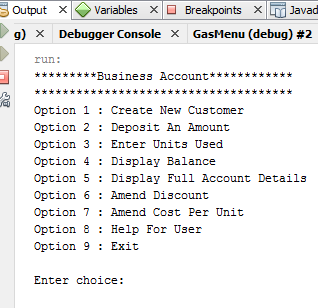 Output Variables Breakpoints Javad
g) Debugger Console GasMenu (debug) #2
run:
*********Business Account************
*************************************
Option 1 : Create New Customer
Option 2 : Deposit An Amount
Option 3 : Enter Units Used
Option 4 : Display Balance
Option 5 : Display Full Account Details
Option 6 : Amend Discount
Option 7 : Amend Cost Per Unit
Option 8 : Help For User
Option 9 : Exit
Enter choice: